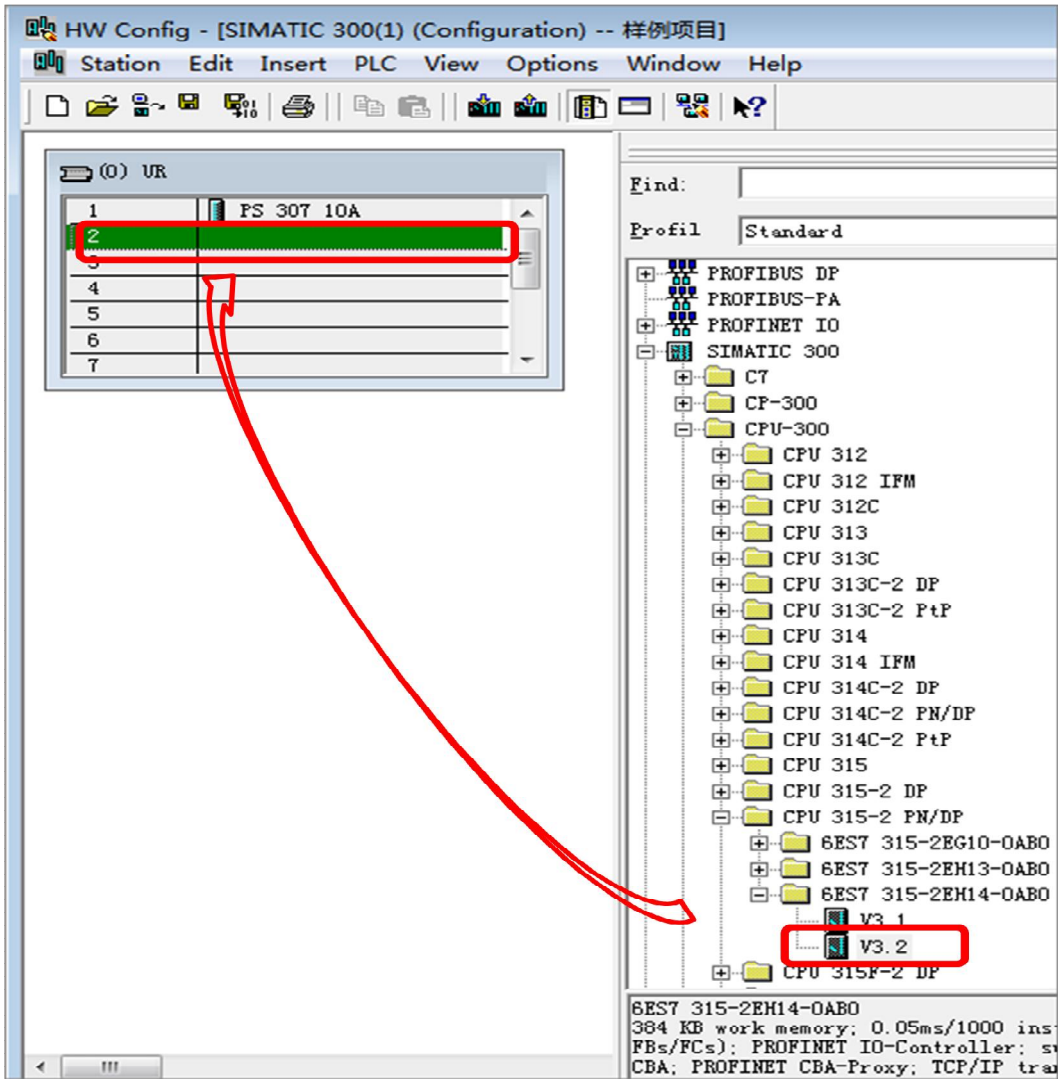 HW Config - [SIMATIC 300(1) (Configuration) -- 样例项目]
Station Edit Insert PLC View Options Window Help
(0) UR
1 PS 307 10A
2
3
4
5
6
7
Find:
Profil Standard
PROFIBUS DP
PROFIBUS-PA
PROFINET IO
SIMATIC 300
C7
CP-300
CPU-300
CPU 312
CPU 312 IFM
CPU 312C
CPU 313
CPU 313C
CPU 313C-2 DP
CPU 313C-2 PtP
CPU 314
CPU 314 IFM
CPU 314C-2 DP
CPU 314C-2 PN/DP
CPU 314C-2 PtP
CPU 315
CPU 315-2 DP
CPU 315-2 PN/DP
6ES7 315-2EG10-0AB0
6ES7 315-2EH13-0AB0
6ES7 315-2EH14-0AB0
V3.1
V3.2
CPU 315F-2 DP
6ES7 315-2EH14-0AB0
384 KB work memory; 0.05ms/1000 ins
FBs/FCs); PROFINET IO-Controller; s
CBA; PROFINET CBA-Proxy; TCP/IP tra